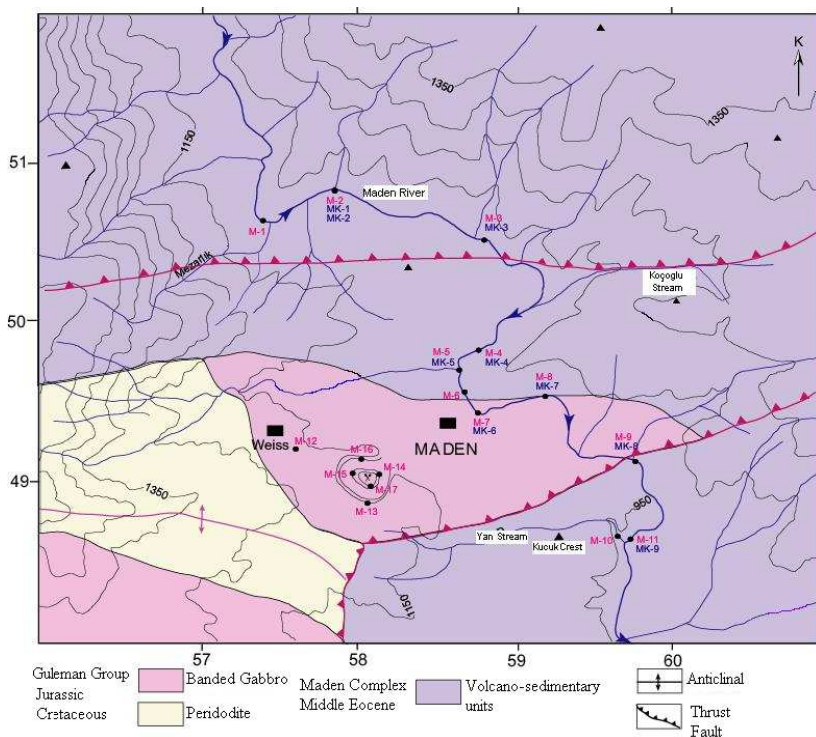 K
1350
1350
1150
51
M-2
MK-1
MK-2
Maden River
M-1
M-3
MK-3
Mezarlık
Koçoglu
Stream
50
M-5
MK-5
M-4
MK-4
M-6
M-8
MK-7
M-7
MK-6
Weiss
M-12
MADEN
M-9
MK-8
M-16
M-15
M-14
M-17
M-13
49
1350
950
Yan Stream
Kucuk Crest
M-10
M-11
MK-9
1150
57
58
59
60
Guleman Group
Jurassic
Cretaceous
Banded Gabbro
Peridodite
Maden Complex
Middle Eocene
Volcano-sedimentary
units
Anticlinal
Thrust
Fault